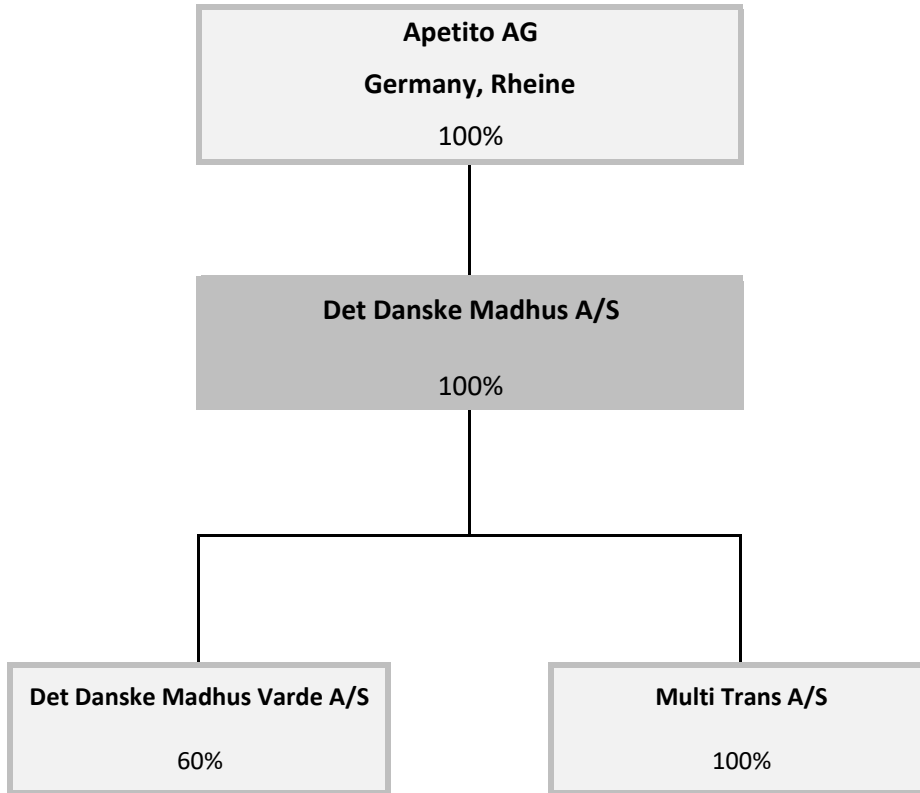 Apetito AG
Germany, Rheine
100%
Det Danske Madhus A/S
100%
Det Danske Madhus Varde A/S
60%
Multi Trans A/S
100%